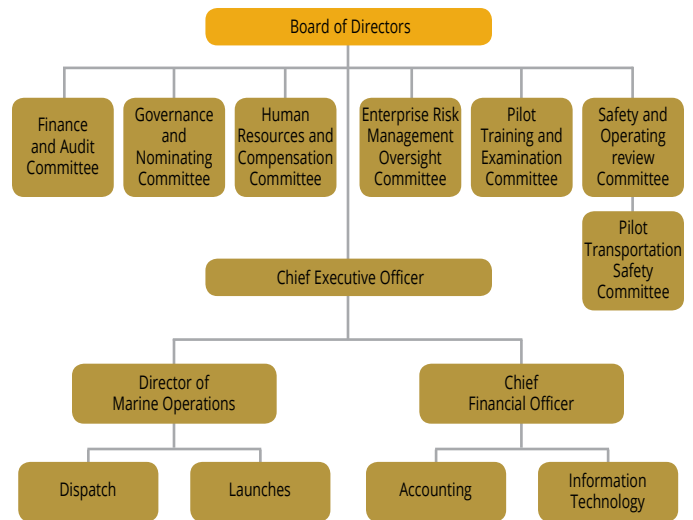 Board of Directors
Finance
and Audit
Committee
Governance
and
Nominating
Committee
Human
Resources and
Compensation
Committee
Enterprise Risk
Management
Oversight
Committee
Pilot
Training and
Examination
Committee
Safety and
Operating
review
Committee
Pilot
Transportation
Safety
Committee
Chief Executive Officer
Director of
Marine Operations
Chief
Financial Officer
Dispatch
Launches
Accounting
Information
Technology